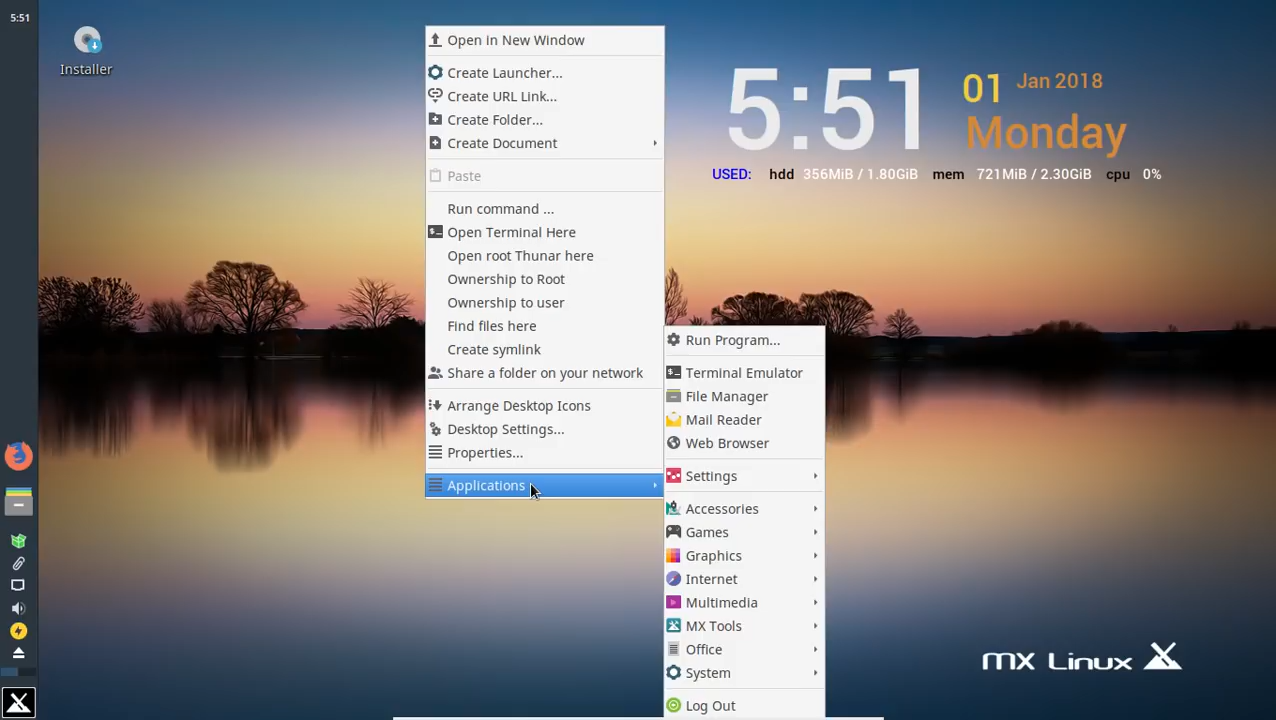 5:51
Installer
Open in New Window
Create Launcher...
Create URL Link...
Create Folder...
Create Document
Paste
Run command ...
Open Terminal Here
Open root Thunar here
Ownership to Root
Ownership to user
Find files here
Create symlink
Share a folder on your network
Arrange Desktop Icons
Desktop Settings...
Properties...
Applications
Run Program...
Terminal Emulator
File Manager
Mail Reader
Web Browser
Settings
Accessories
Games
Graphics
Internet
Multimedia
MX Tools
Office
System
Log Out
5:51 01 Jan 2018
Monday
USED: hdd 356MiB / 1.80GiB mem 721MiB / 2.30GiB cpu 0%
MX Linux